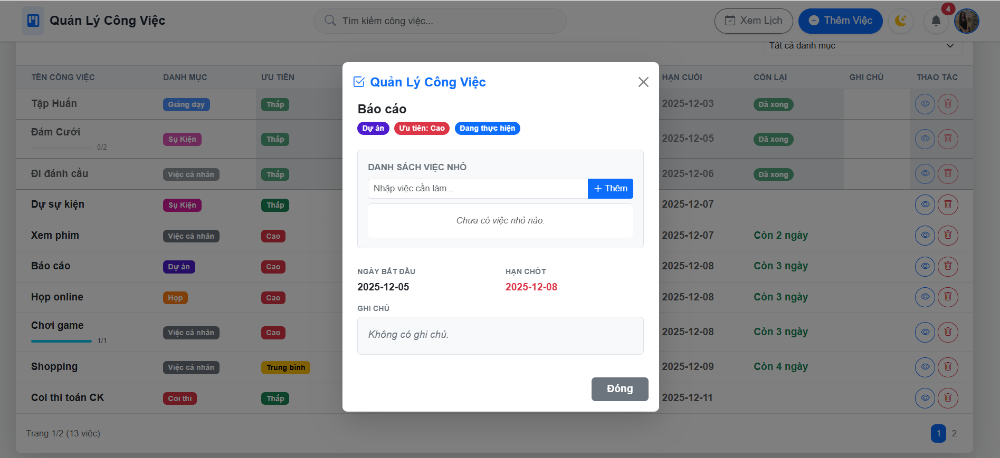 Quản Lý Công Việc
Tìm kiếm công việc...
Xem Lịch
Thêm Việc
4
Tất cả danh mục
TÊN CÔNG VIỆC DANH MỤC ƯU TIÊN HẠN CUỐI CÒN LẠI GHI CHÚ THAO TÁC
Tập Huấn Giảng dạy Thấp 2025-12-03 Đã xong
Đám Cưới Sự Kiện Thấp 2025-12-05 Đã xong
0/2
Đi đánh cầu Việc cá nhân Thấp 2025-12-06 Đã xong
Dự sự kiện Sự Kiện Thấp 2025-12-07
Xem phim Việc cá nhân Cao 2025-12-07 Còn 2 ngày
Báo cáo Dự án Cao 2025-12-08 Còn 3 ngày
Họp online Họp Cao 2025-12-08 Còn 3 ngày
Chơi game Việc cá nhân Cao 2025-12-08 Còn 3 ngày
1/1
Shopping Việc cá nhân Trung bình 2025-12-09 Còn 4 ngày
Coi thi toán CK Coi thi Thấp 2025-12-11
Trang 1/2 (13 việc)
1 2
Quản Lý Công Việc
Báo cáo
Dự án Ưu tiên: Cao Đang thực hiện
DANH SÁCH VIỆC NHỎ
Nhập việc cần làm... + Thêm
Chưa có việc nhỏ nào.
NGÀY BẮT ĐẦU HẠN CHÓT
2025-12-05 2025-12-08
GHI CHÚ
Không có ghi chú.
Đóng